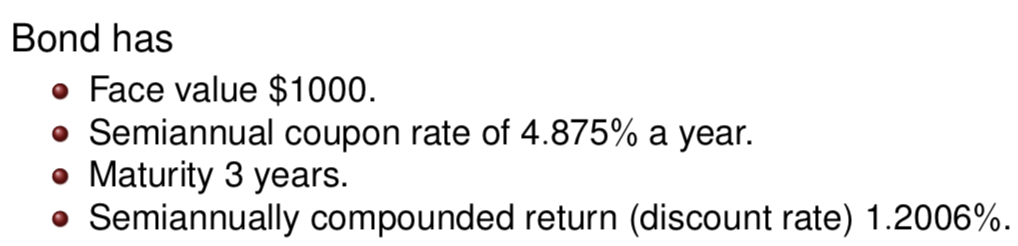 Bond has
Face value $1000.
Semiannual coupon rate of 4.875% a year.
Maturity 3 years.
Semiannually compounded return (discount rate) 1.2006%.